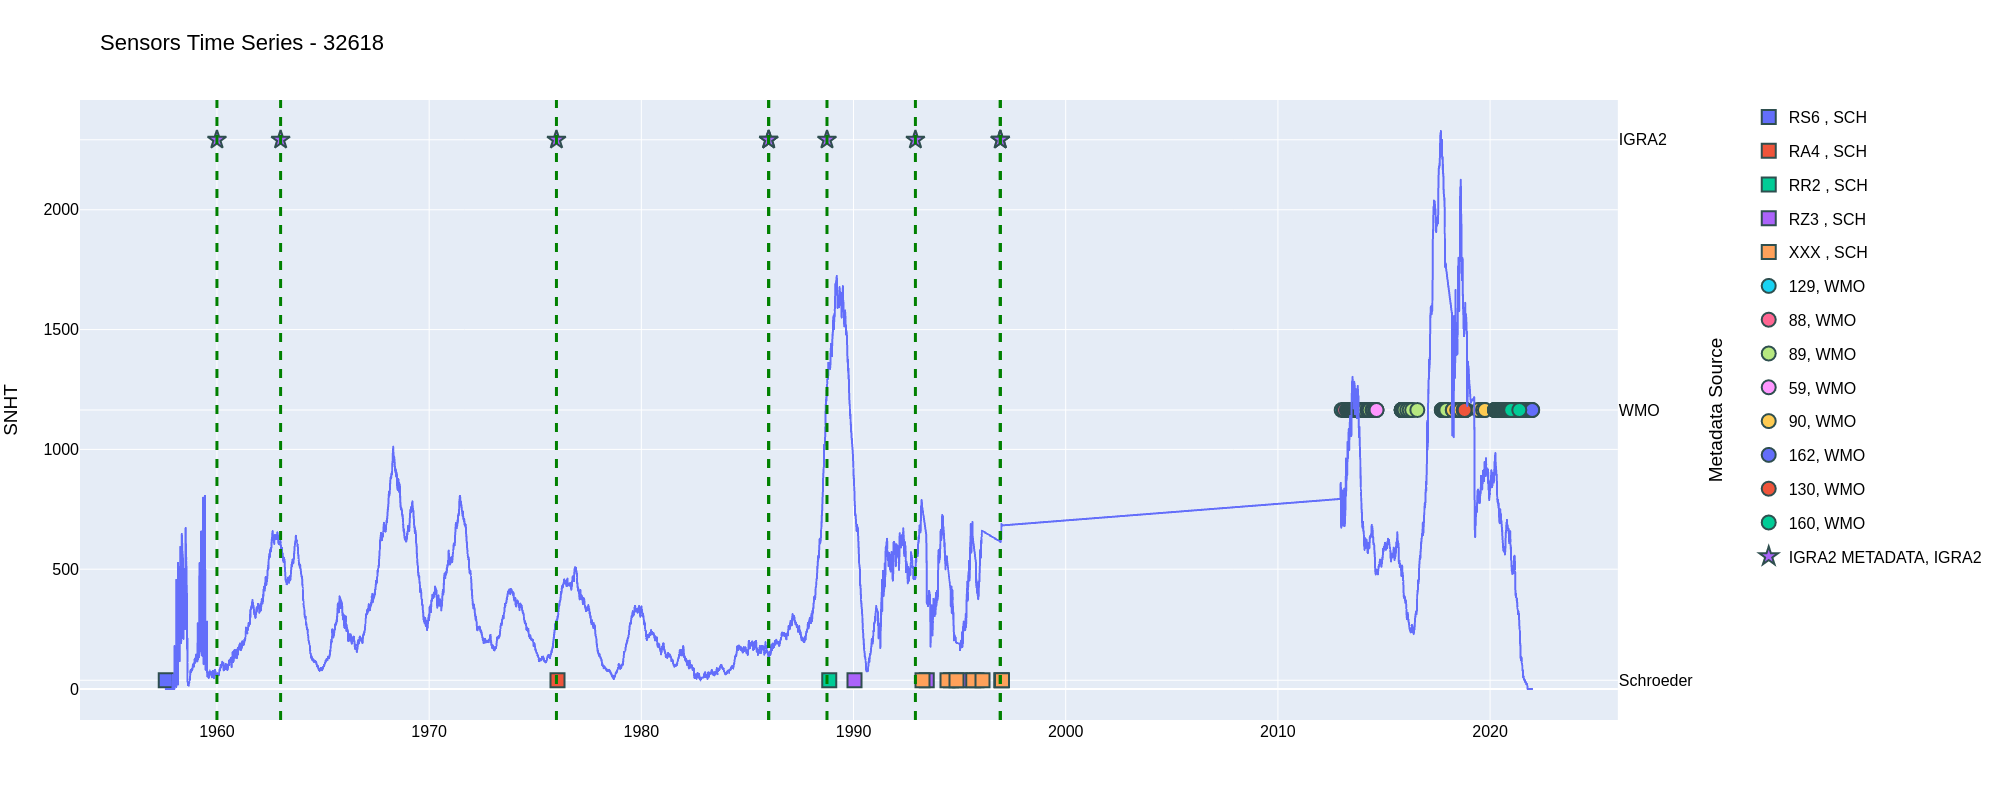 Sensors Time Series - 32618
SNHT
2000
1500
1000
500
0
1960
1970
1980
1990
2000
2010
2020
IGRA2
WMO
Schroeder
Metadata Source
RS6 , SCH
RA4 , SCH
RR2 , SCH
RZ3 , SCH
XXX , SCH
129, WMO
88, WMO
89, WMO
59, WMO
90, WMO
162, WMO
130, WMO
160, WMO
IGRA2 METADATA, IGRA2